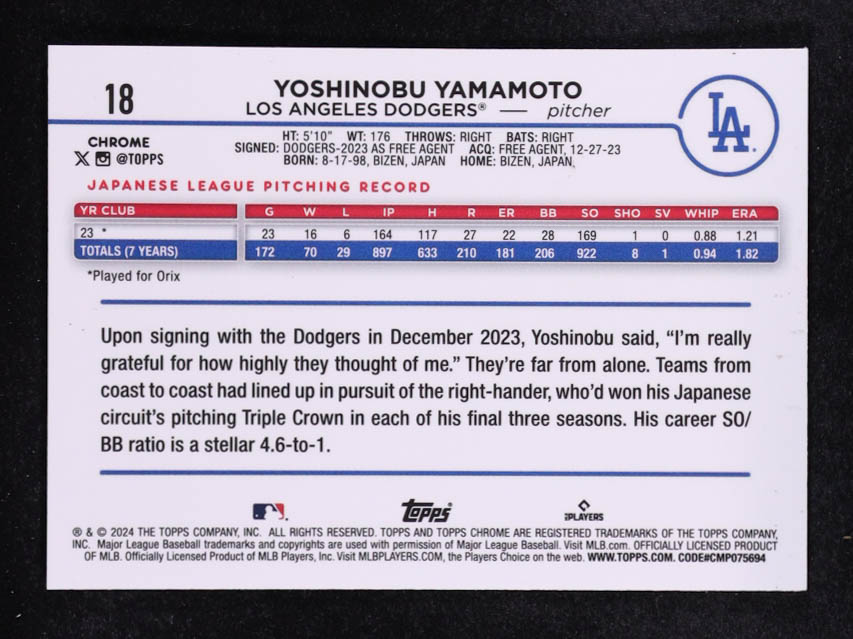 18
YOSHINOBU YAMAMOTO
LOS ANGELES DODGERS® — pitcher
LA
CHROME
X @TOPPS
HT: 5'10" WT: 176 THROWS: RIGHT BATS: RIGHT
SIGNED: DODGERS-2023 AS FREE AGENT ACQ: FREE AGENT, 12-27-23
BORN: 8-17-98, BIZEN, JAPAN HOME: BIZEN, JAPAN,
JAPANESE LEAGUE PITCHING RECORD
YR CLUB G W L IP H R ER BB SO SHO SV WHIP ERA
23 * 23 16 6 164 117 27 22 28 169 1 0 0.88 1.21
TOTALS (7 YEARS) 172 70 29 897 633 210 181 206 922 8 1 0.94 1.82
*Played for Orix
Upon signing with the Dodgers in December 2023, Yoshinobu said, “I’m really
grateful for how highly they thought of me.” They’re far from alone. Teams from
coast to coast had lined up in pursuit of the right-hander, who’d won his Japanese
circuit’s pitching Triple Crown in each of his final three seasons. His career SO/
BB ratio is a stellar 4.6-to-1.
Topps
PLAYERS
® & © 2024 THE TOPPS COMPANY, INC. ALL RIGHTS RESERVED. TOPPS AND TOPPS CHROME ARE REGISTERED TRADEMARKS OF THE TOPPS COMPANY,
INC. Major League Baseball trademarks and copyrights are used with permission of Major League Baseball. Visit MLB.com. OFFICIALLY LICENSED PRODUCT
OF MLB. Officially Licensed Product of MLB Players, Inc. Visit MLBPLAYERS.COM, the Players Choice on the web. WWW.TOPPS.COM. CODE#CMP075694